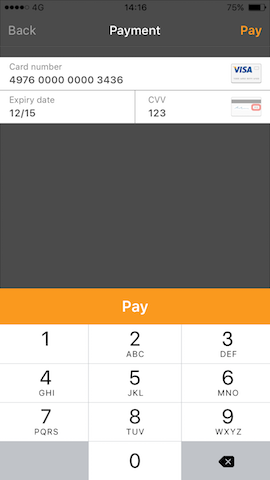 4G 14:16 75%
Back Payment Pay
Card number
4976 0000 0000 3436
VISA
Expiry date CVV
12/15 123
Pay
1 2 3
ABC DEF
4 5 6
GHI JKL MNO
7 8 9
PQRS TUV WXYZ
0